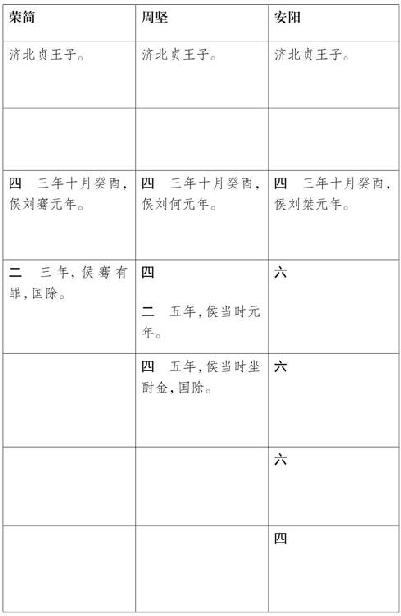 荣简
周坚
安阳
济北贞王子。
济北贞王子。
济北贞王子。
四 三年十月癸酉,
侯刘骞元年。
四 三年十月癸酉,
侯刘何元年。
四 三年十月癸酉,
侯刘桀元年。
二 三年,侯骞有
罪,国除。
四
二 五年,侯当时元
年。
六
四 五年,侯当时坐
酎金,国除。
六
六
四